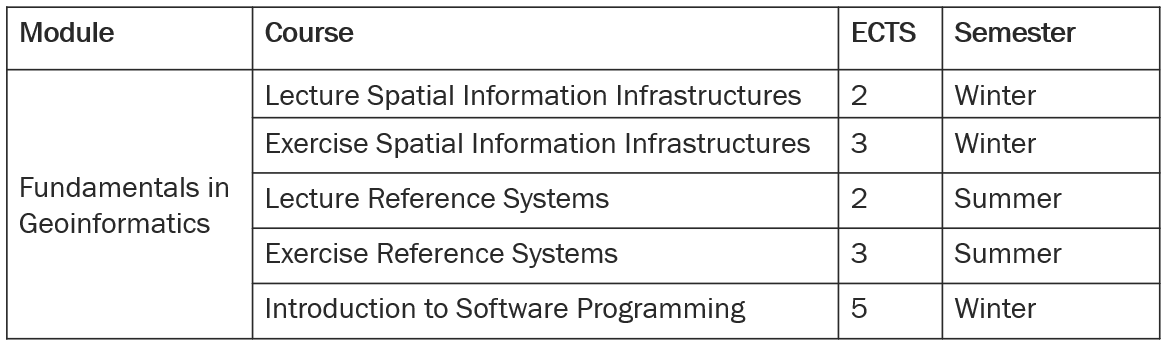 Module Course ECTS Semester
Lecture Spatial Information Infrastructures 2 Winter
Exercise Spatial Information Infrastructures 3 Winter
Fundamentals in
Geoinformatics
Lecture Reference Systems 2 Summer
Exercise Reference Systems 3 Summer
Introduction to Software Programming 5 Winter